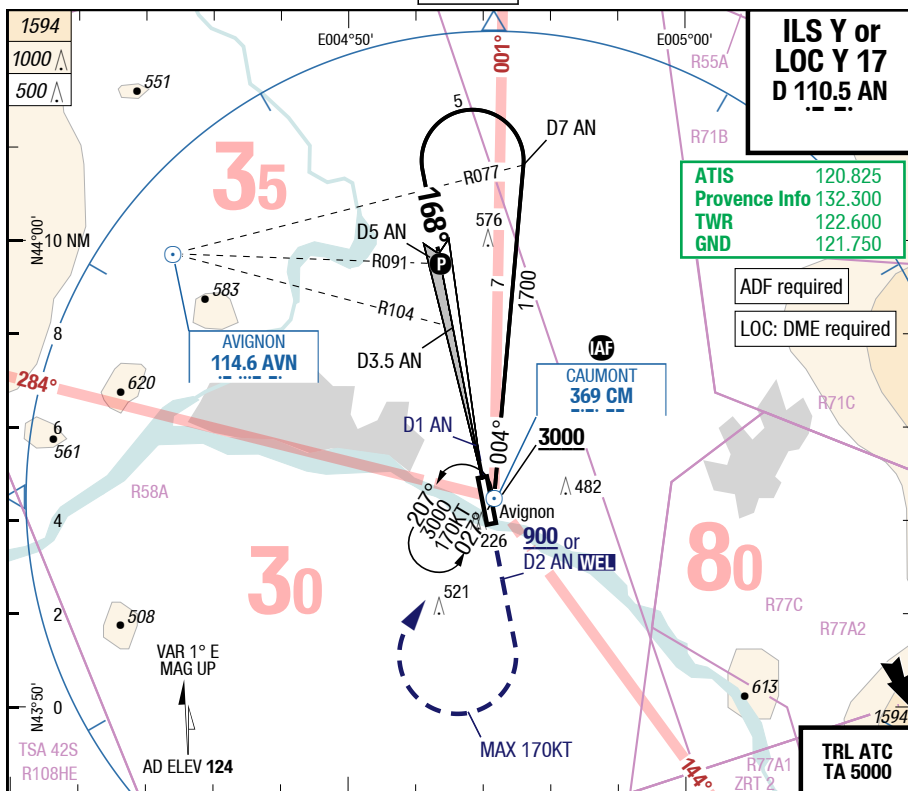 1594
1000
500
551
E004°50'
001°
E005°00'
R55A
ILS Y or
LOC Y 17
D 110.5 AN
5
D7 AN
R71B
35
R077
168°
576
ATIS 120.825
Provence Info 132.300
TWR 122.600
GND 121.750
N44°00'
10 NM
D5 AN
R091
583
R104
7
1700
ADF required
LOC: DME required
8
AVIGNON
114.6 AVN
D3.5 AN
IAF
CAUMONT
369 CM
284°
620
R71C
6
561
D1 AN
004°
3000
R58A
482
207°
3000
170KT
027°
Avignon
4
226
900 or
D2 AN WEL
30
80
521
2
508
R77C
R77A2
VAR 1° E
MAG UP
613
N43°50'
0
1594
TSA 42S
R108HE
AD ELEV 124
MAX 170KT
144°
R77A1
ZRT 2
TRL ATC
TA 5000